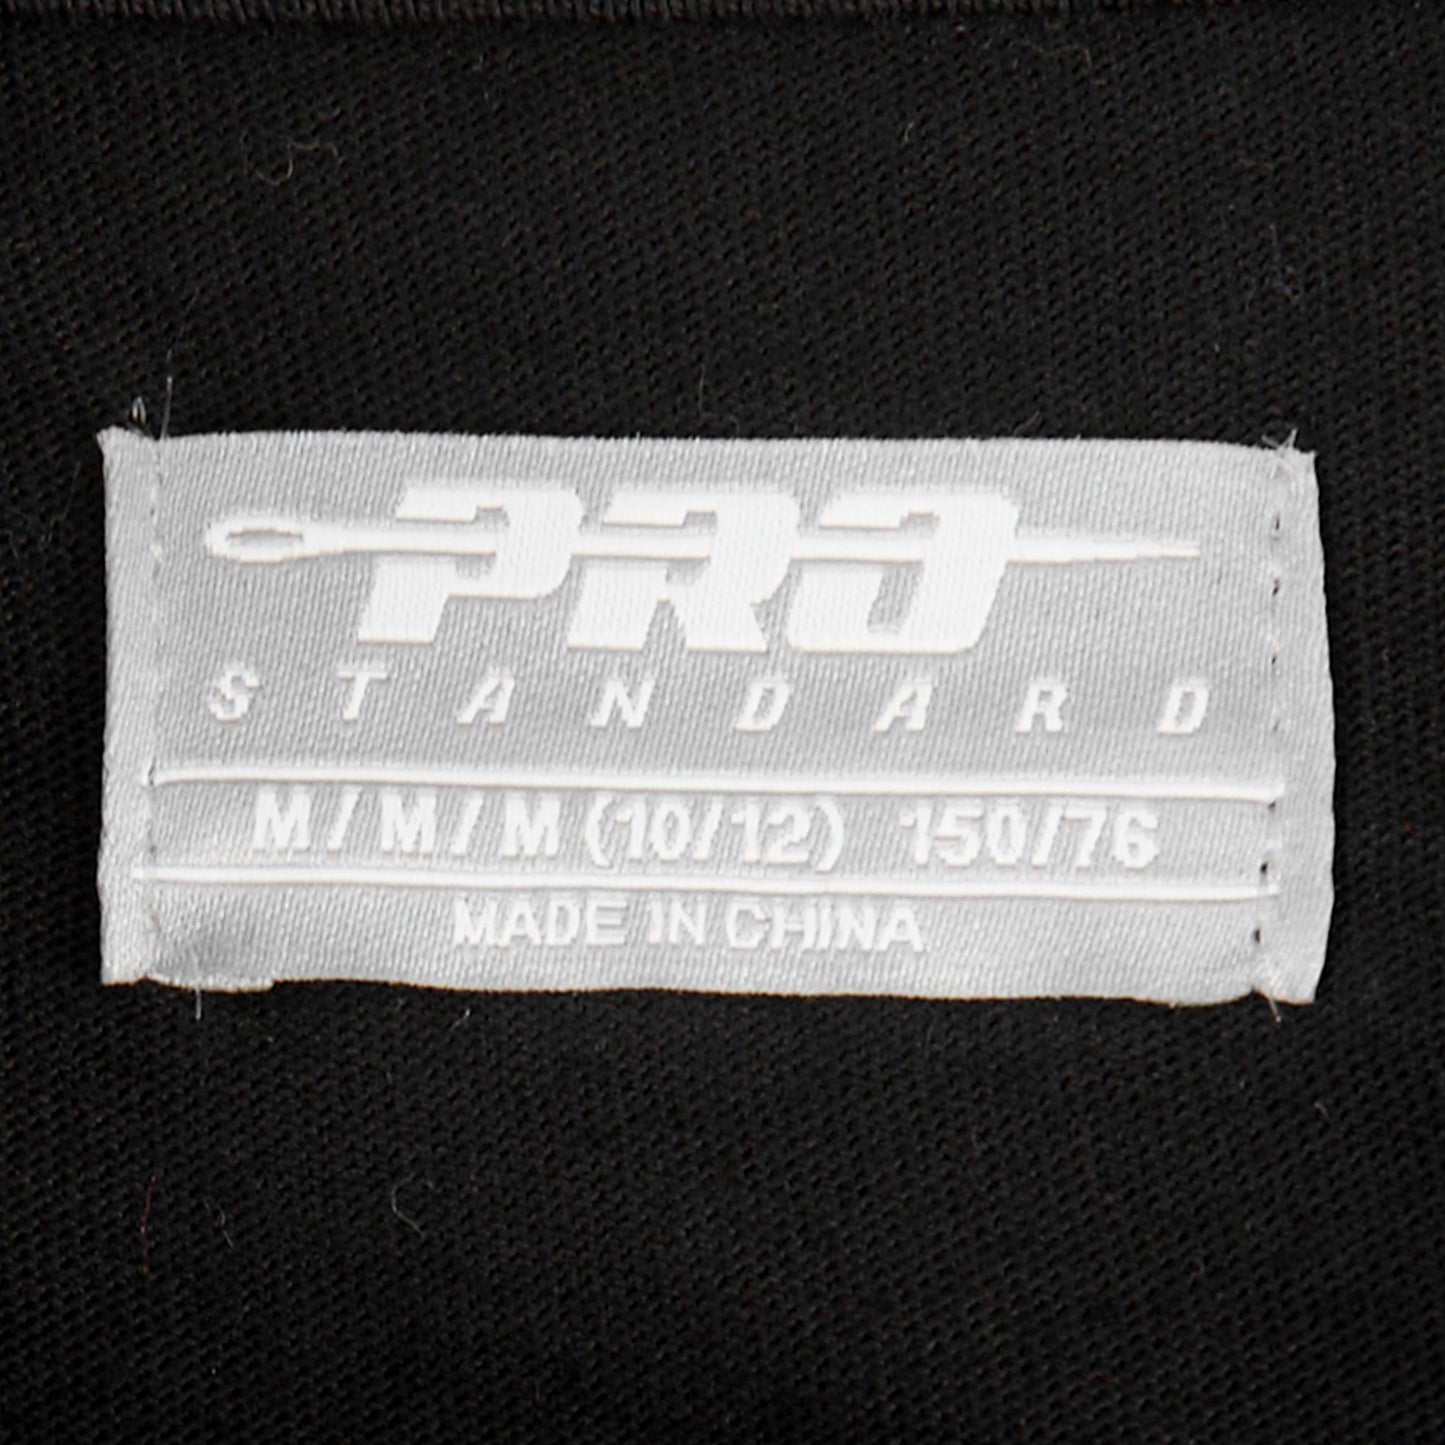 PRO
STANDARD
M/M/M (10/12) 150/76
MADE IN CHINA